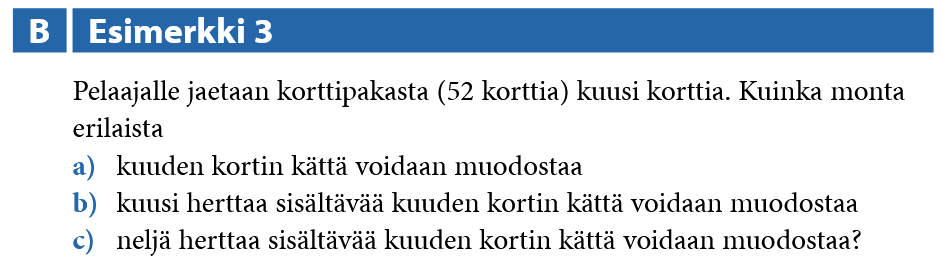 B Esimerkki 3
Pelaajalle jaetaan korttipakasta (52 korttia) kuusi korttia. Kuinka monta
erilaista
a) kuuden kortin kättä voidaan muodostaa
b) kuusi herttaa sisältävää kuuden kortin kättä voidaan muodostaa
c) neljä herttaa sisältävää kuuden kortin kättä voidaan muodostaa?